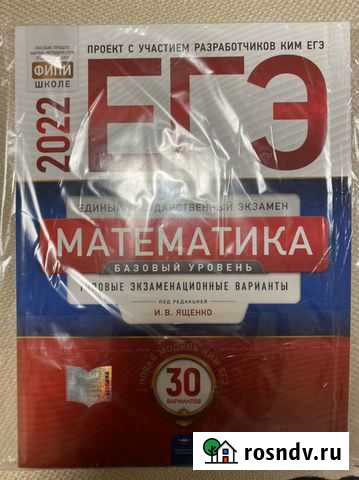 ПРОЕКТ С УЧАСТИЕМ РАЗРАБОТЧИКОВ КИМ ЕГЭ
ФИПИ
ШКОЛЕ
2022
ЕГЭ
ЕДИНЫЙ ГОСУДАРСТВЕННЫЙ ЭКЗАМЕН
МАТЕМАТИКА
БАЗОВЫЙ УРОВЕНЬ
ТИПОВЫЕ ЭКЗАМЕНАЦИОННЫЕ ВАРИАНТЫ
ПОД РЕДАКЦИЕЙ
И. В. ЯЩЕНКО
30
ВАРИАНТОВ
rosndv.ru